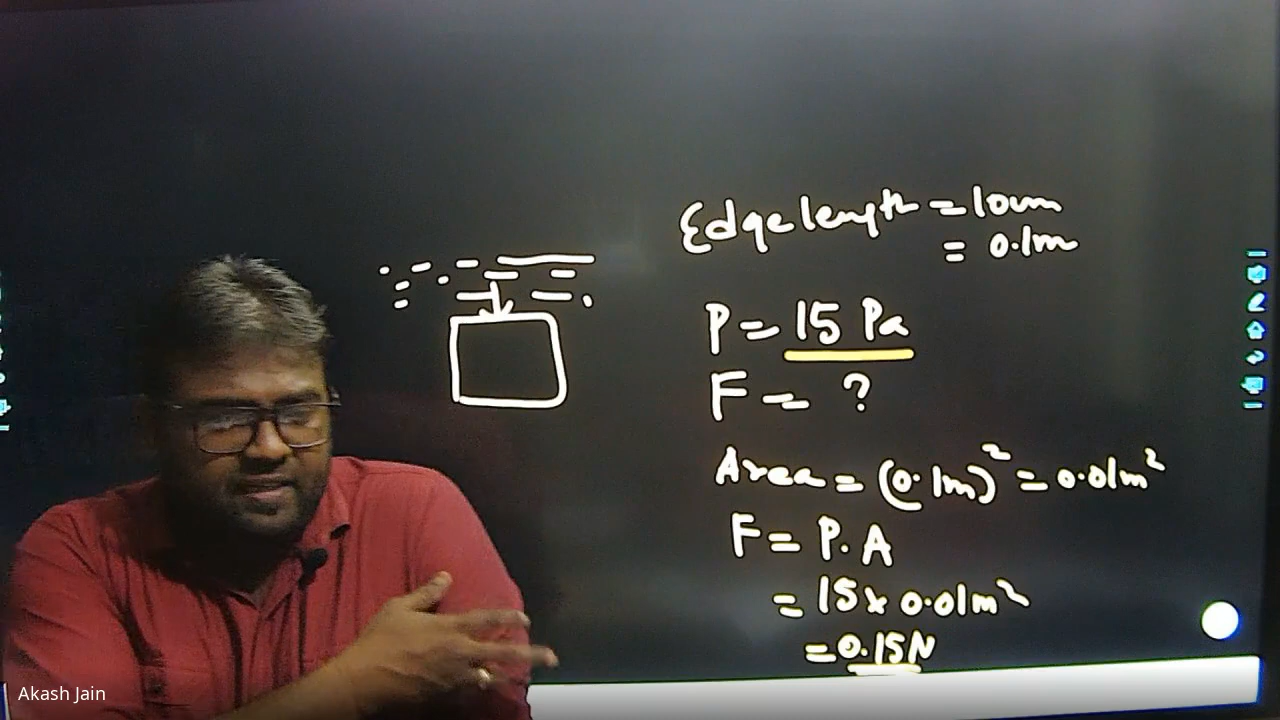 Edge length = 10cm
= 0.1m
P = 15 Pa
F = ?
Area = (0.1m)² = 0.01m²
F = P. A
= 15 x 0.01m²
= 0.15N
Akash Jain